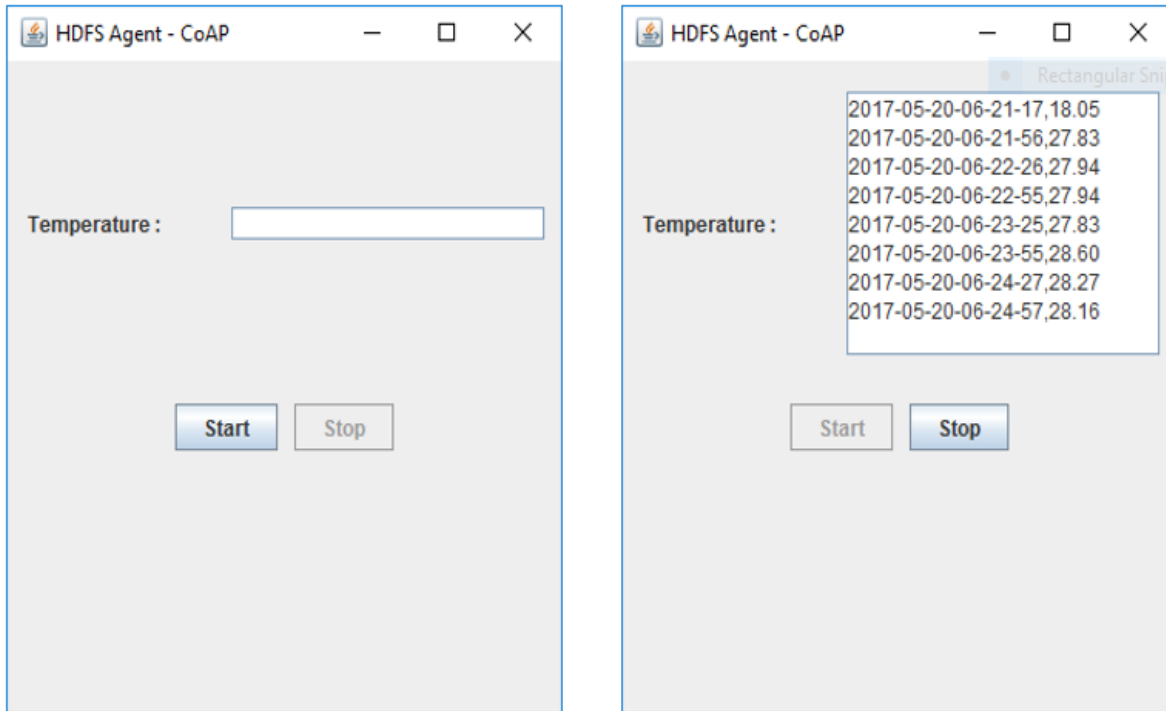 HDFS Agent - CoAP
Temperature :
Start Stop
HDFS Agent - CoAP
Rectangular
2017-05-20-06-21-17,18.05
2017-05-20-06-21-56,27.83
2017-05-20-06-22-26,27.94
2017-05-20-06-22-55,27.94
Temperature :
2017-05-20-06-23-25,27.83
2017-05-20-06-23-55,28.60
2017-05-20-06-24-27,28.27
2017-05-20-06-24-57,28.16
Start Stop